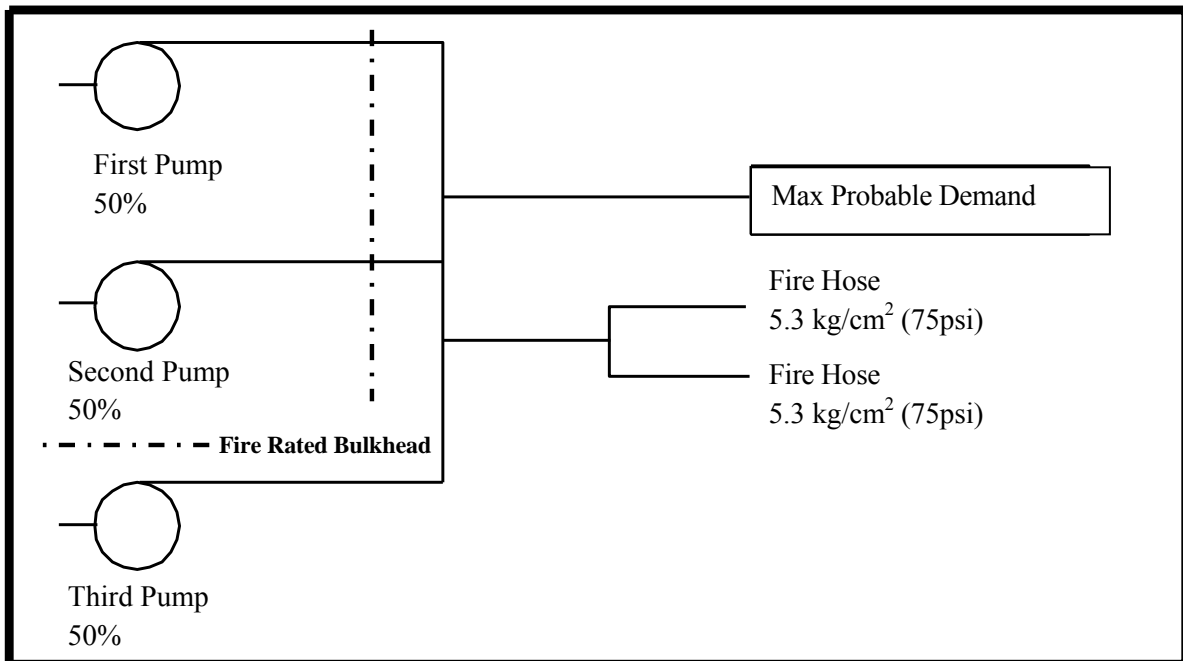 First Pump
50%
Max Probable Demand
Fire Hose
5.3 kg/cm² (75psi)
Second Pump
50%
Fire Hose
5.3 kg/cm² (75psi)
Fire Rated Bulkhead
Third Pump
50%